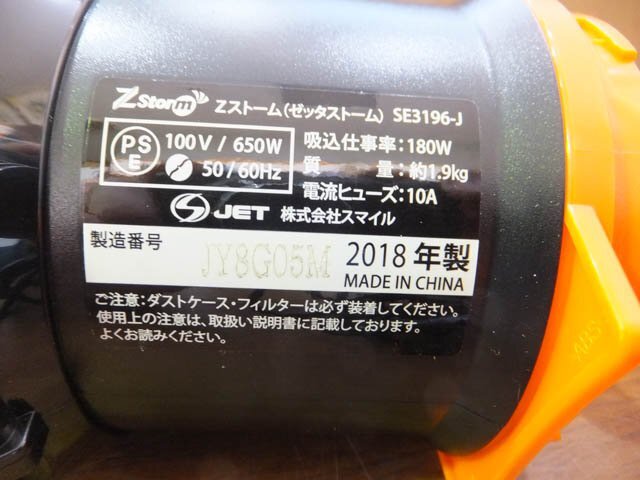 Z Storm Zストーム(ゼッタストーム) SE3196-J
PS E 100V / 650W 吸込仕事率:180W
50/60Hz 質 量:約1.9kg
電流ヒューズ:10A
S JET 株式会社スマイル
製造番号 JY8G05M 2018年製
MADE IN CHINA
ご注意:ダストケース・フィルターは必ず装着してください。
使用上の注意は、取扱い説明書に記載しております。
よくお読みください。
ABS